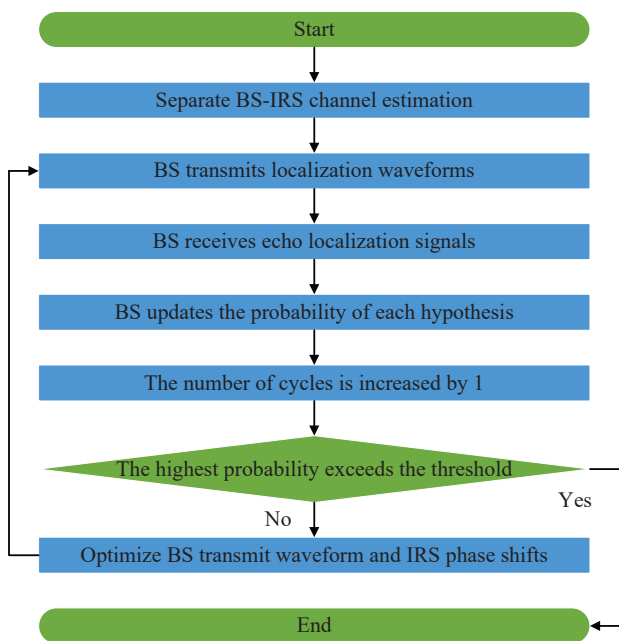 Start
Separate BS-IRS channel estimation
BS transmits localization waveforms
BS receives echo localization signals
BS updates the probability of each hypothesis
The number of cycles is increased by 1
The highest probability exceeds the threshold
Yes
No
Optimize BS transmit waveform and IRS phase shifts
End